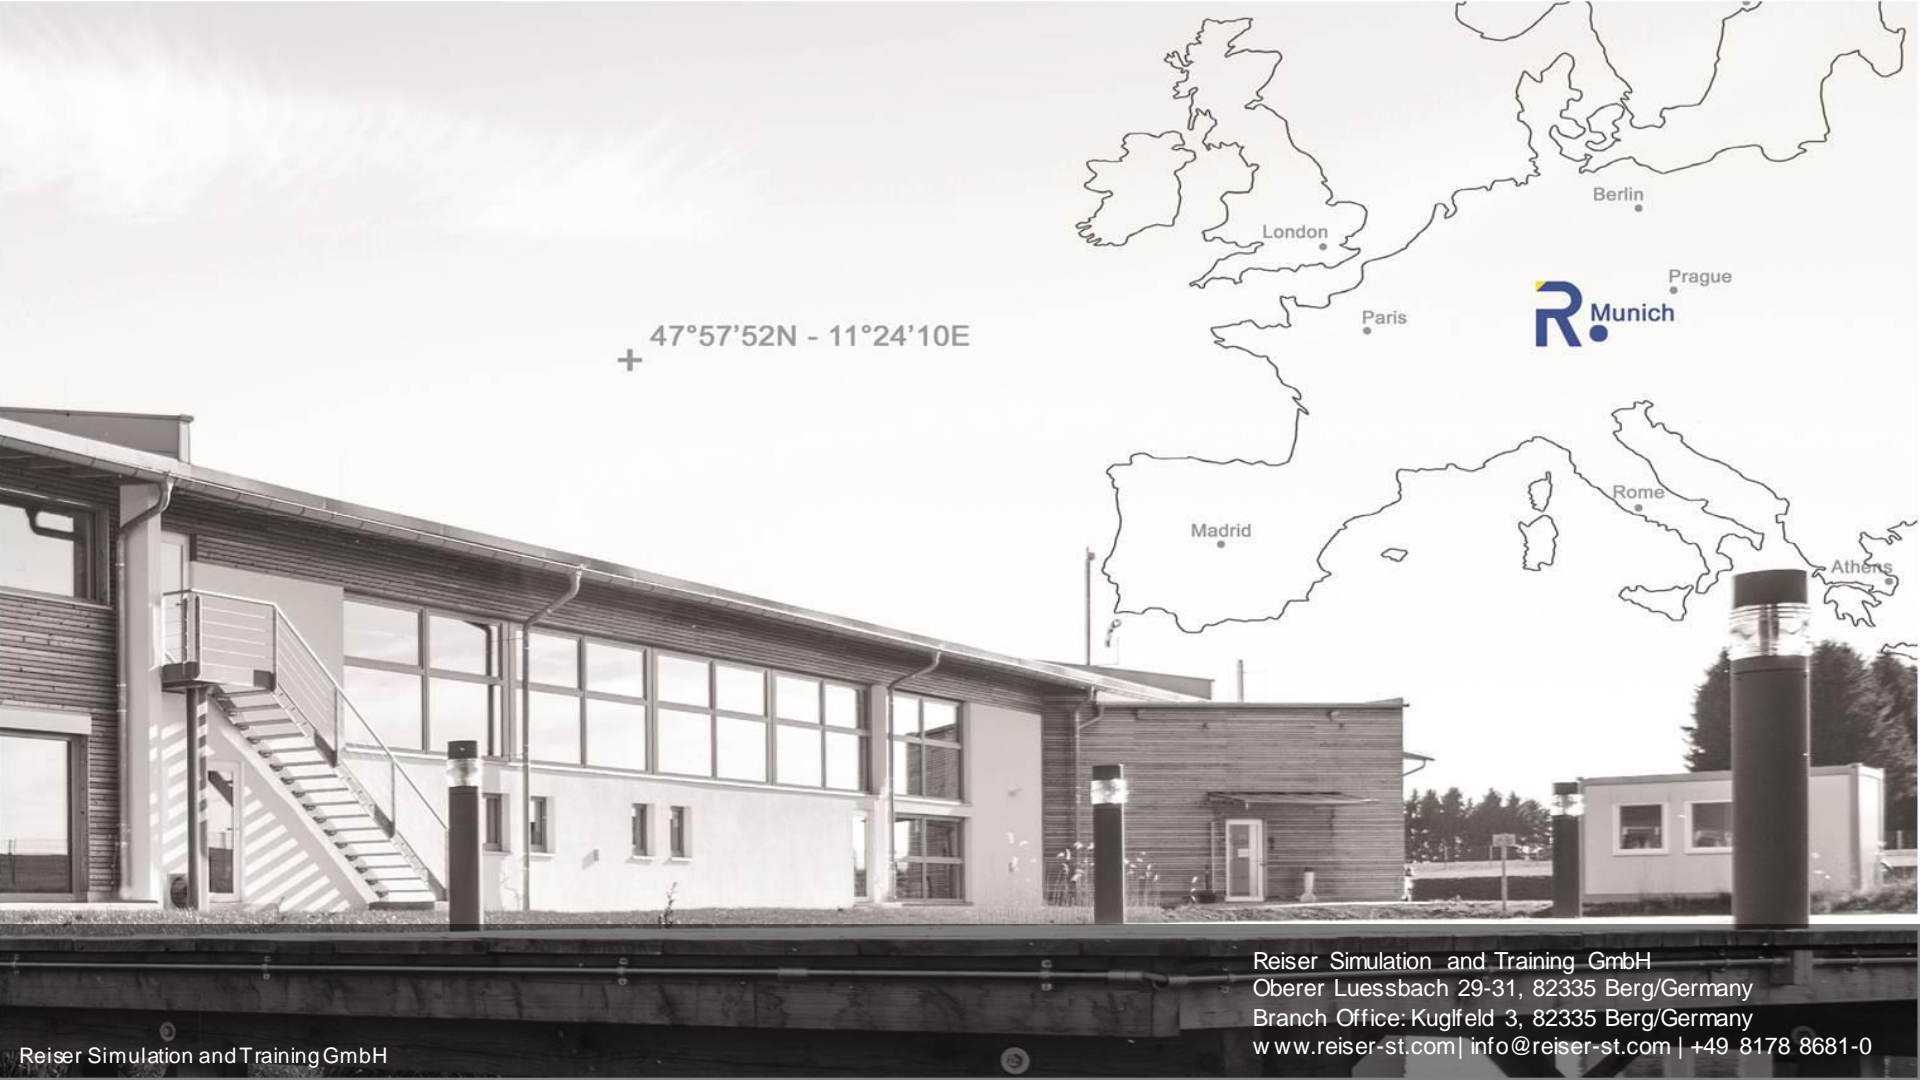 Berlin
London
Prague
R
Munich
Paris
47°57'52N - 11°24'10E
Rome
Madrid
Athens
Reiser Simulation and Training GmbH
Oberer Luessbach 29-31, 82335 Berg/Germany
Branch Office: Kuglfeld 3, 82335 Berg/Germany
www.reiser-st.com | info@reiser-st.com | +49 8178 8681-0
Reiser Simulation and Training GmbH